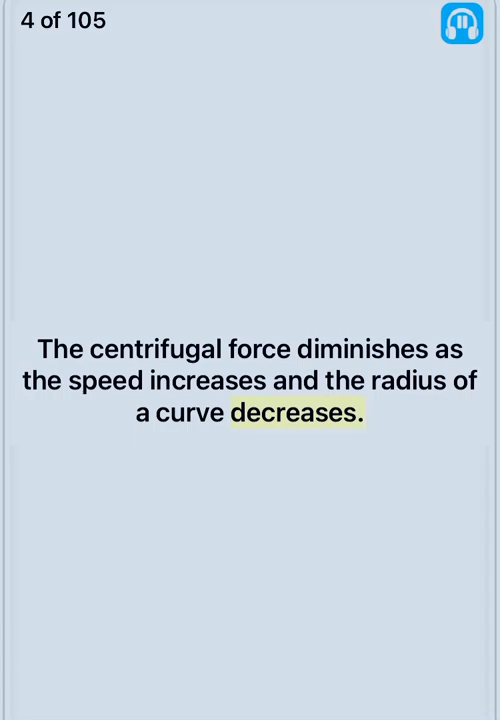 4 of 105
The centrifugal force diminishes as
the speed increases and the radius of
a curve decreases.